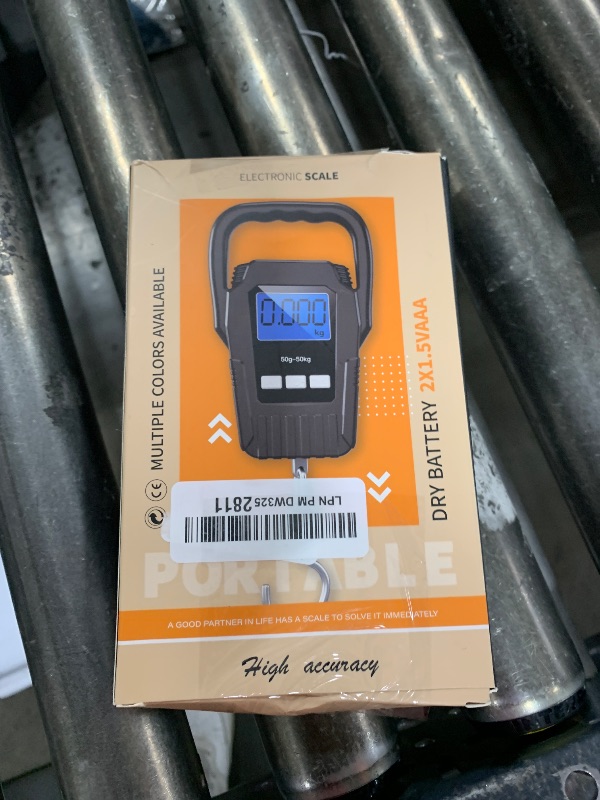 ELECTRONIC SCALE
MULTIPLE COLORS AVAILABLE
CE
0.000
kg
50g-50kg
DRY BATTERY 2X1.5VAAA
LPN PM DW325 2811
PORTABLE
A GOOD PARTNER IN LIFE HAS A SCALE TO SOLVE IT IMMEDIATELY
High accuracy